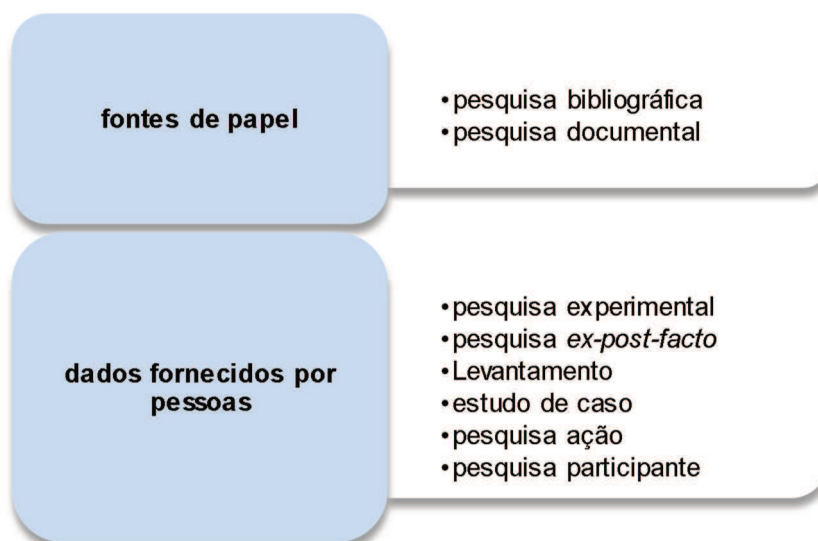 fontes de papel
•pesquisa bibliográfica
•pesquisa documental
dados fornecidos por
pessoas
•pesquisa experimental
•pesquisa ex-post-facto
•Levantamento
•estudo de caso
•pesquisa ação
•pesquisa participante